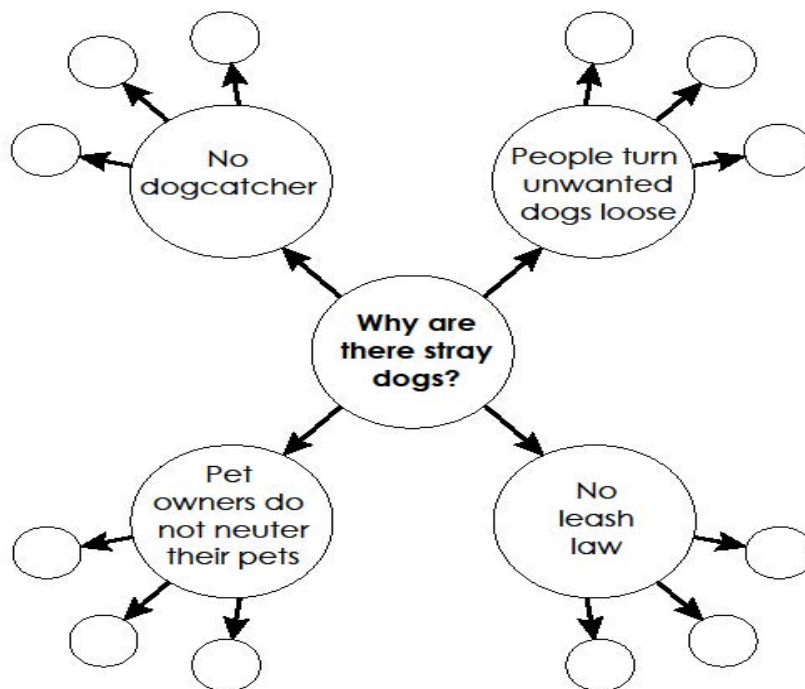 No
dogcatcher
People turn
unwanted
dogs loose
Why are
there stray
dogs?
Pet
owners do
not neuter
their pets
No
leash
law